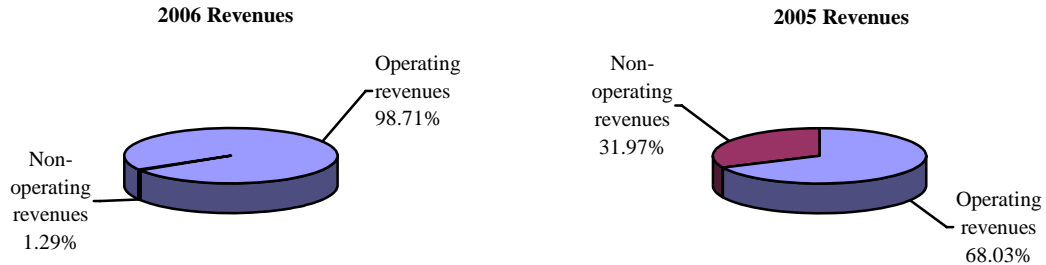 2006 Revenues
Operating
revenues
98.71%
Non-
operating
revenues
1.29%
2005 Revenues
Non-
operating
revenues
31.97%
Operating
revenues
68.03%